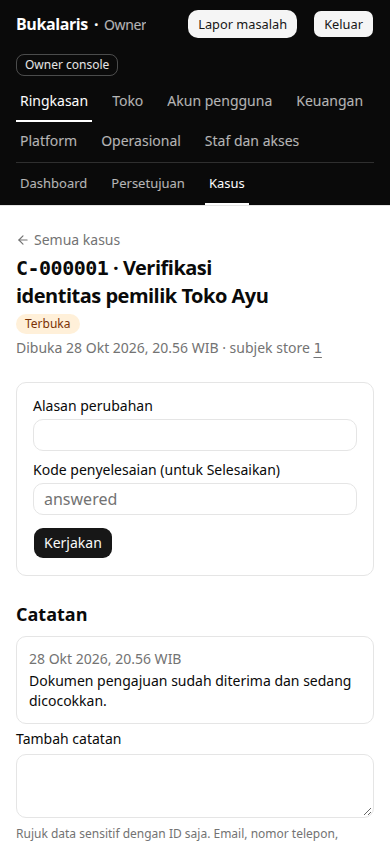 Bukalaris · Owner
Lapor masalah
Keluar
Owner console
Ringkasan Toko Akun pengguna Keuangan
Platform Operasional Staf dan akses
Dashboard Persetujuan Kasus
← Semua kasus
C-000001 · Verifikasi
identitas pemilik Toko Ayu
Terbuka
Dibuka 28 Okt 2026, 20.56 WIB · subjek store 1
Alasan perubahan
Kode penyelesaian (untuk Selesaikan)
answered
Kerjakan
Catatan
28 Okt 2026, 20.56 WIB
Dokumen pengajuan sudah diterima dan sedang
dicocokkan.
Tambah catatan
Rujuk data sensitif dengan ID saja. Email, nomor telepon,